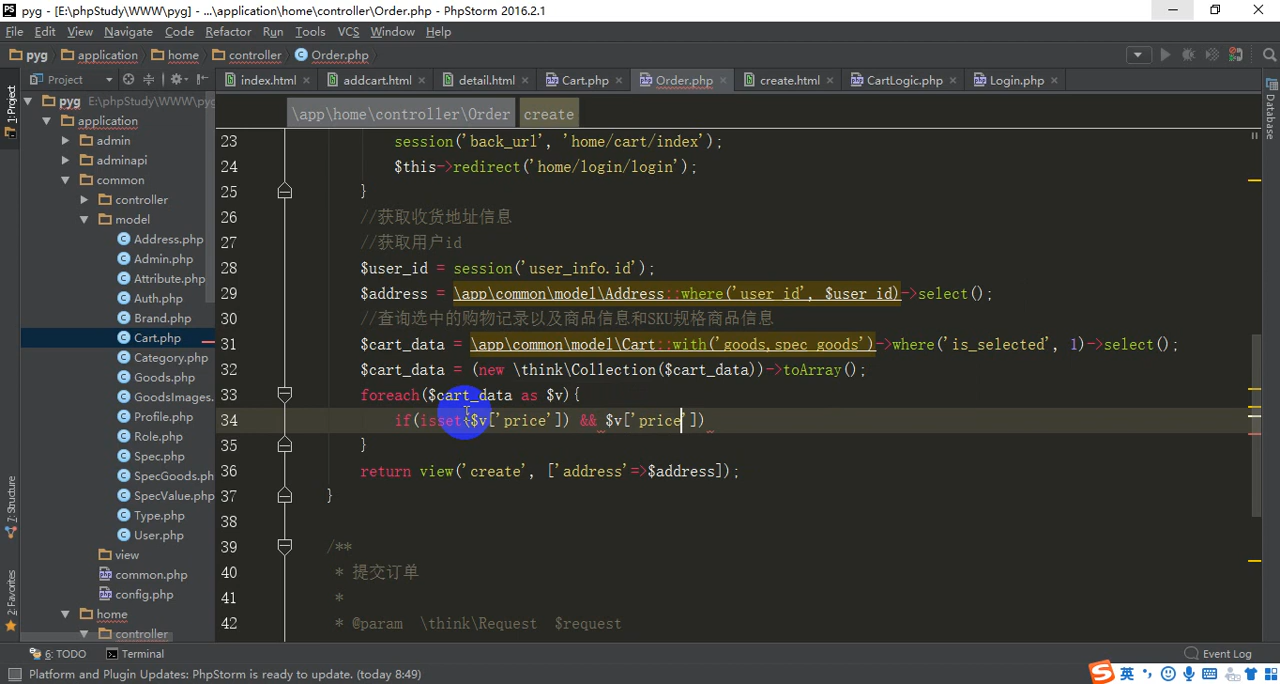 pyg - [E:\phpStudy\WWW\pyg] - ...\application\home\controller\Order.php - PhpStorm 2016.2.1
File Edit View Navigate Code Refactor Run Tools VCS Window Help
pyg application home controller Order.php
Project index.html addcart.html detail.html Cart.php Order.php create.html CartLogic.php Login.php
1: Project
7: Structure
2: Favorites
Database
pyg E:\phpStudy\WWW\pyg
application
admin
adminapi
common
controller
model
Address.php
Admin.php
Attribute.php
Auth.php
Brand.php
Cart.php
Category.php
Goods.php
GoodsImages.
Profile.php
Role.php
Spec.php
SpecGoods.ph
SpecValue.php
Type.php
User.php
view
common.php
config.php
home
controller
\app\home\controller\Order create
23 session('back_url', 'home/cart/index');
24 $this->redirect('home/login/login');
25 }
26 //获取收货地址信息
27 //获取用户id
28 $user_id = session('user_info.id');
29 $address = \app\common\model\Address::where('user_id', $user_id)->select();
30 //查询选中的购物记录以及商品信息和SKU规格商品信息
31 $cart_data = \app\common\model\Cart::with('goods,spec_goods')->where('is_selected', 1)->select();
32 $cart_data = (new \think\Collection($cart_data))->toArray();
33 foreach($cart_data as $v){
34 if(isset($v['price']) && $v['price'])
35 }
36 return view('create', ['address'=>$address]);
37 }
38
39 /**
40 * 提交订单
41 *
42 * @param \think\Request $request
6: TODO Terminal Event Log
Platform and Plugin Updates: PhpStorm is ready to update. (today 8:49)
英